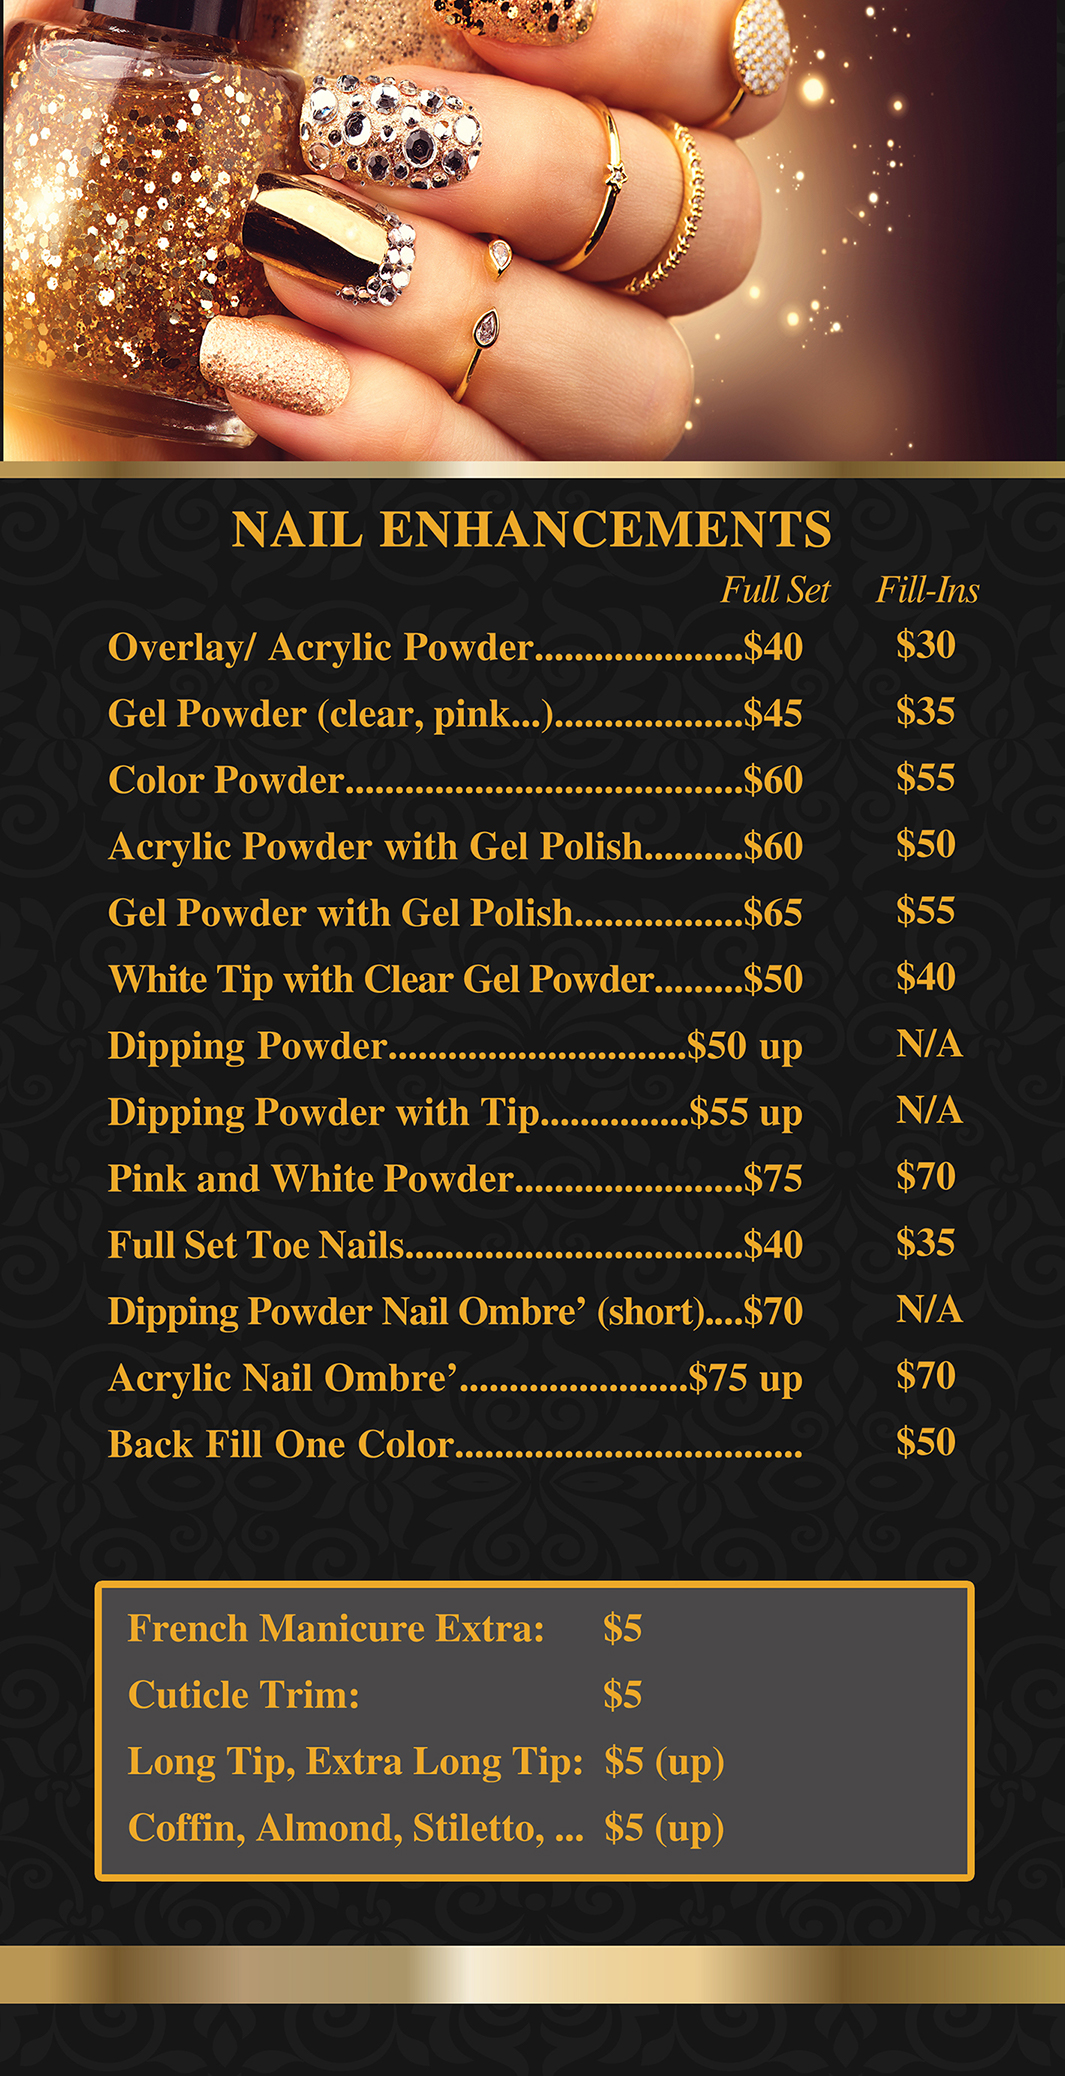 NAIL ENHANCEMENTS
Full Set Fill-Ins
Overlay/ Acrylic Powder.....................$40 $30
Gel Powder (clear, pink...)...................$45 $35
Color Powder........................................$60 $55
Acrylic Powder with Gel Polish..........$60 $50
Gel Powder with Gel Polish.................$65 $55
White Tip with Clear Gel Powder.........$50 $40
Dipping Powder..............................$50 up N/A
Dipping Powder with Tip...............$55 up N/A
Pink and White Powder.......................$75 $70
Full Set Toe Nails..................................$40 $35
Dipping Powder Nail Ombre’ (short)....$70 N/A
Acrylic Nail Ombre’.......................$75 up $70
Back Fill One Color................................... $50
French Manicure Extra: $5
Cuticle Trim: $5
Long Tip, Extra Long Tip: $5 (up)
Coffin, Almond, Stiletto, ... $5 (up)